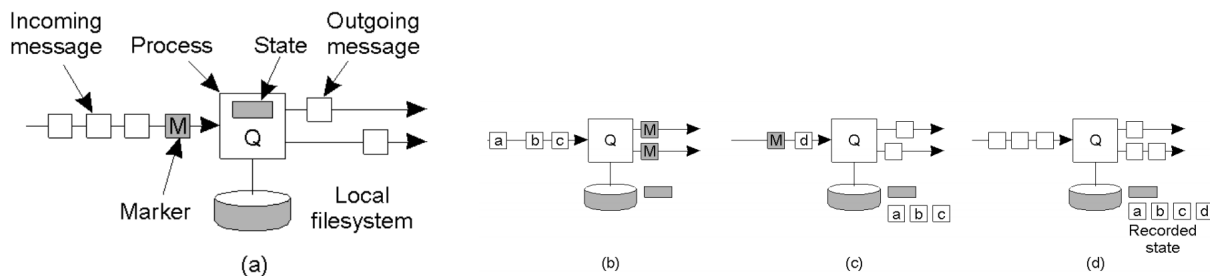 Incoming
message
Process
State
Outgoing
message
M
Q
Marker
Local
filesystem
(a)
a b c
Q
M
M
(b)
M d
Q
a b c
(c)
Q
a b c d
Recorded
state
(d)